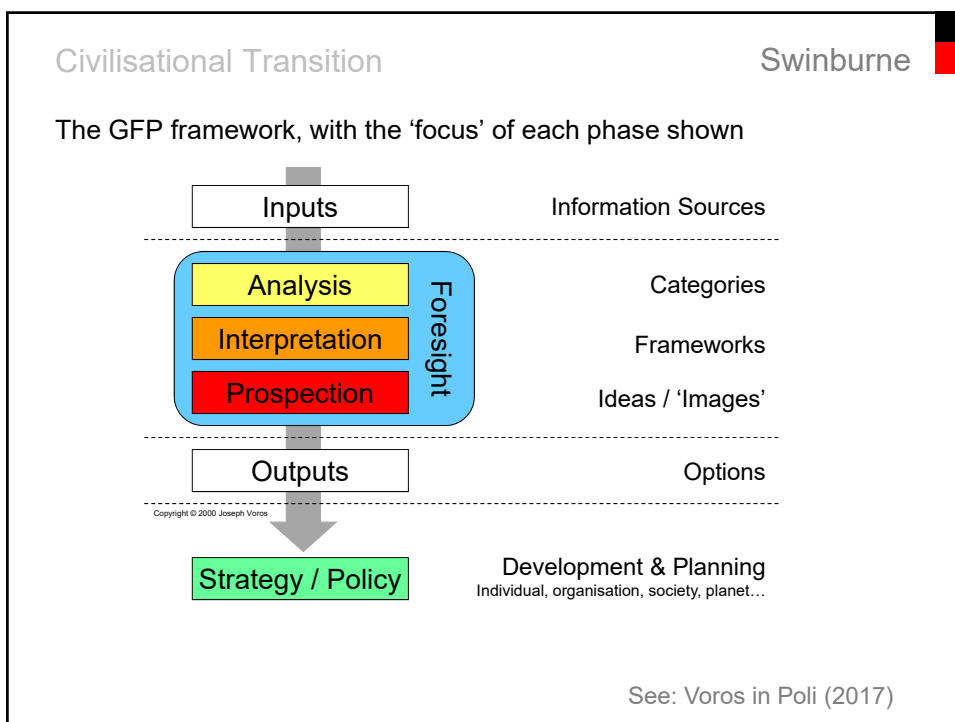 Civilisational Transition
Swinburne
The GFP framework, with the ‘focus’ of each phase shown
Inputs
Information Sources
Analysis
Categories
Foresight
Interpretation
Frameworks
Prospection
Ideas / ‘Images’
Outputs
Options
Copyright © 2000 Joseph Voros
Strategy / Policy
Development & Planning
Individual, organisation, society, planet…
See: Voros in Poli (2017)